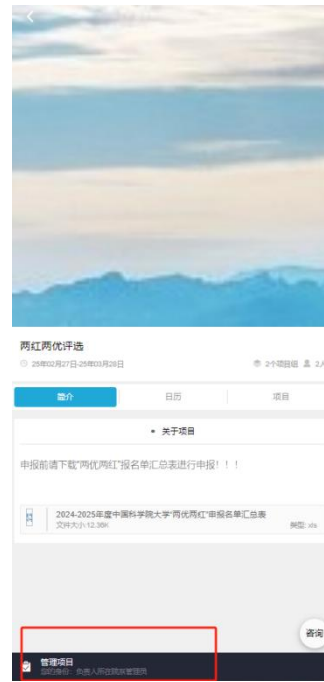 两红两优评选
25年02月27日-25年03月28日
2个项目组 2人
简介
日历
项目
• 关于项目
申报前请下载“两优两红”报名单汇总表进行申报！！！
2024-2025年度中国科学院大学“两优两红”申报名单汇总表
文件大小:12.36K
类型: xls
咨询
管理项目
您的身份：负责人所在院系管理员